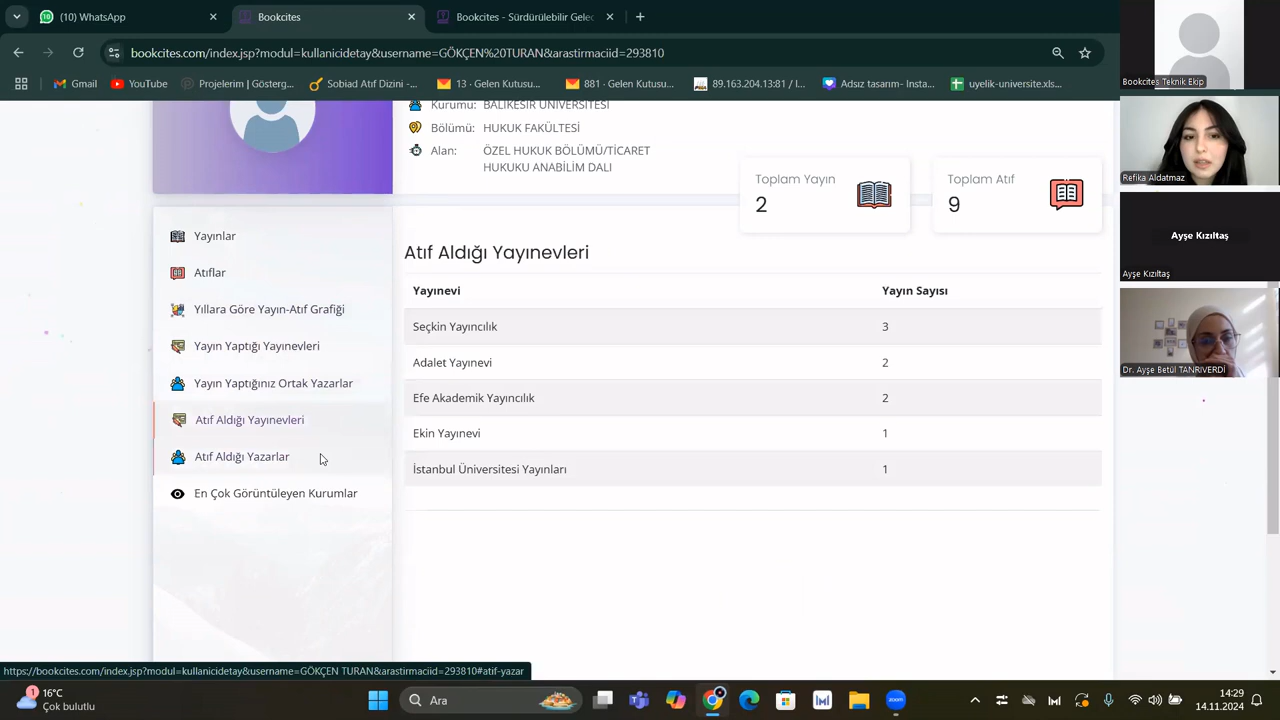 (10) WhatsApp
Bookcites
Bookcites - Sürdürülebilir Gelec
bookcites.com/index.jsp?modul=kullanicidetay&username=GÖKÇEN%20TURAN&arastirmaciid=293810
Gmail
YouTube
Projelerim | Gösterg...
Sobiad Atıf Dizini -...
13.- Gelen Kutusu...
881 - Gelen Kutusu...
89.163.204.13:81 / l...
Adsız tasarım - Insta...
uyelik-universite.xls...
Kurumu: BALIKESİR ÜNİVERSİTESİ
Bölümü: HUKUK FAKÜLTESİ
Alan: ÖZEL HUKUK BÖLÜMÜ/TİCARET
HUKUKU ANABİLİM DALI
Toplam Yayın
2
Toplam Atıf
9
Yayınlar
Atıflar
Yıllara Göre Yayın-Atıf Grafiği
Yayın Yaptığı Yayınevleri
Yayın Yaptığınız Ortak Yazarlar
Atıf Aldığı Yayınevleri
Atıf Aldığı Yazarlar
En Çok Görüntüleyen Kurumlar
Atıf Aldığı Yayınevleri
Yayınevi Yayın Sayısı
Seçkin Yayıncılık 3
Adalet Yayınevi 2
Efe Akademik Yayıncılık 2
Ekin Yayınevi 1
İstanbul Üniversitesi Yayınları 1
https://bookcites.com/index.jsp?modul=kullanicidetay&username=GÖKÇEN TURAN&arastirmaciid=293810#atif-yazar
Bookcites Teknik Ekip
Refika Aldatmaz
Ayşe Kızıltaş
Ayşe Kızıltaş
Dr. Ayşe Betül TANRIVERDİ
1
16°C
Çok bulutlu
Ara
zoom
14:29
14.11.2024